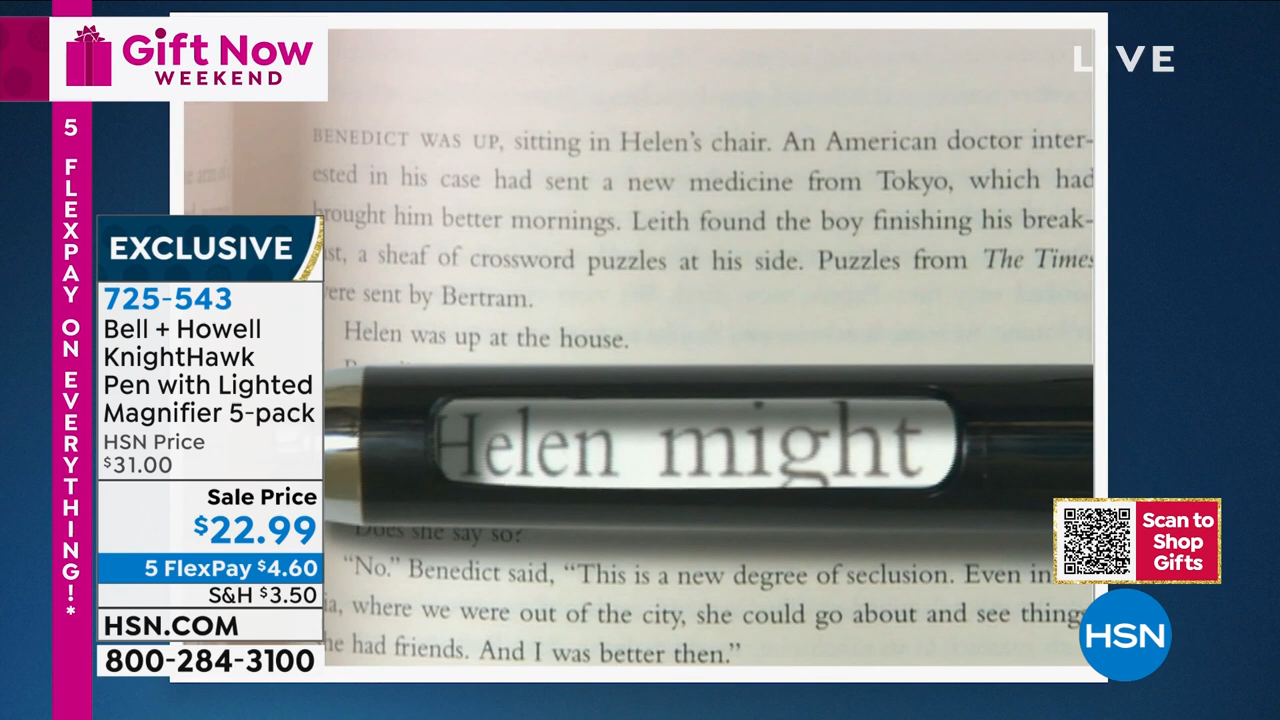 Gift Now
WEEKEND
LIVE
5 FLEXPAY ON EVERYTHING!*
EXCLUSIVE
725-543
Bell + Howell
KnightHawk
Pen with Lighted
Magnifier 5-pack
HSN Price
$31.00
Sale Price
$22.99
5 FlexPay $4.60
S&H $3.50
HSN.COM
800-284-3100
BENEDICT WAS UP, sitting in Helen's chair. An American doctor inter-
ested in his case had sent a new medicine from Tokyo, which had
brought him better mornings. Leith found the boy finishing his break-
st, a sheaf of crossword puzzles at his side. Puzzles from The Times
were sent by Bertram.
Helen was up at the house.
Helen might
Does she say so?
"No." Benedict said, "This is a new degree of seclusion. Even in
ia, where we were out of the city, she could go about and see things
he had friends. And I was better then."
Scan to
Shop
Gifts
HSN